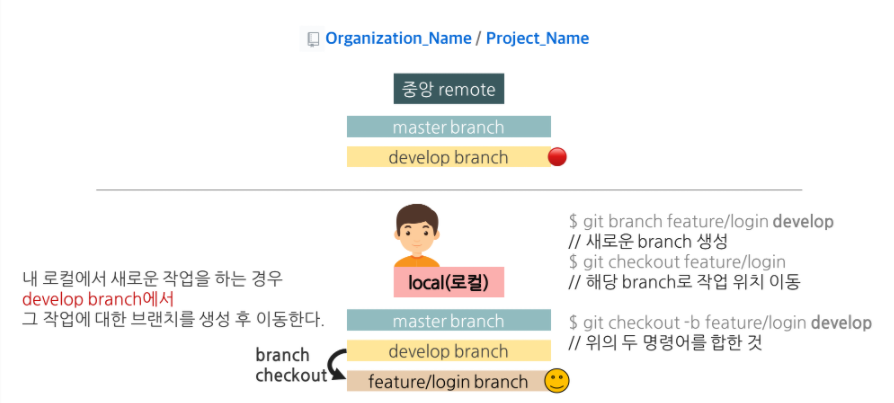 Organization_Name / Project_Name
중앙 remote
master branch
develop branch
$ git branch feature/login develop
// 새로운 branch 생성
$ git checkout feature/login
// 해당 branch로 작업 위치 이동
$ git checkout -b feature/login develop
// 위의 두 명령어를 합한 것
내 로컬에서 새로운 작업을 하는 경우
develop branch에서
그 작업에 대한 브랜치를 생성 후 이동한다.
local(로컬)
master branch
develop branch
feature/login branch
branch
checkout